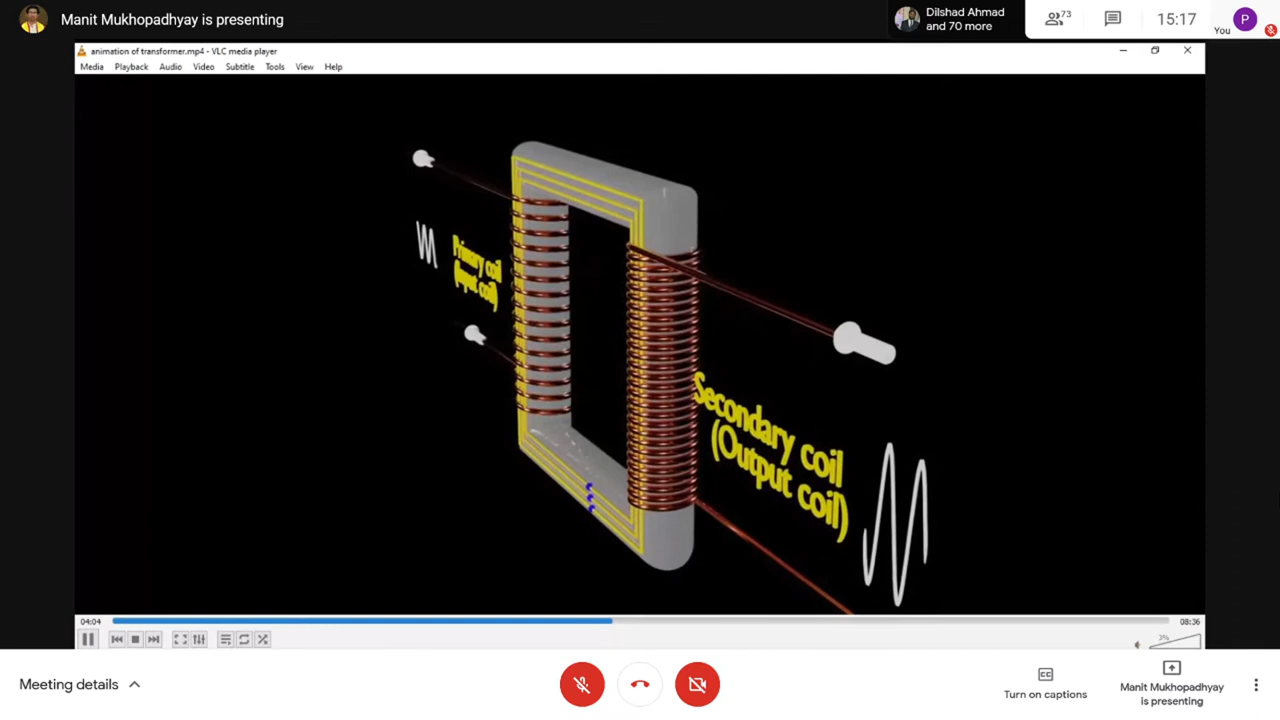 Manit Mukhopadhyay is presenting
Dilshad Ahmad
and 70 more
73
15:17
You
P
animation of transformer.mp4 - VLC media player
Media Playback Audio Video Subtitle Tools View Help
Primary coil
(Input coil)
Secondary coil
(Output coil)
04:04
08:36
3%
Meeting details
Turn on captions
Manit Mukhopadhyay
is presenting